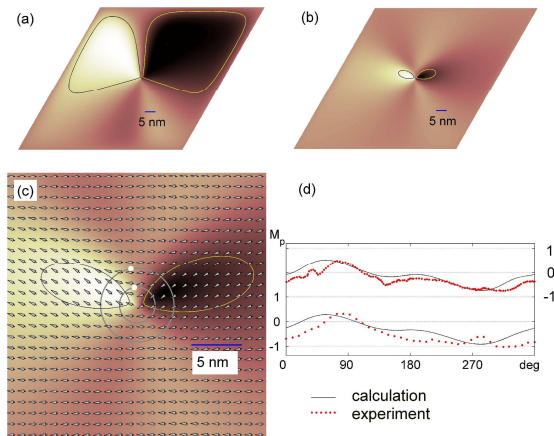 (a)
5 nm
(b)
5 nm
(c)
5 nm
(d)
Mp
1
0
1 -1
0
-1
0 90 180 270 deg
calculation
experiment